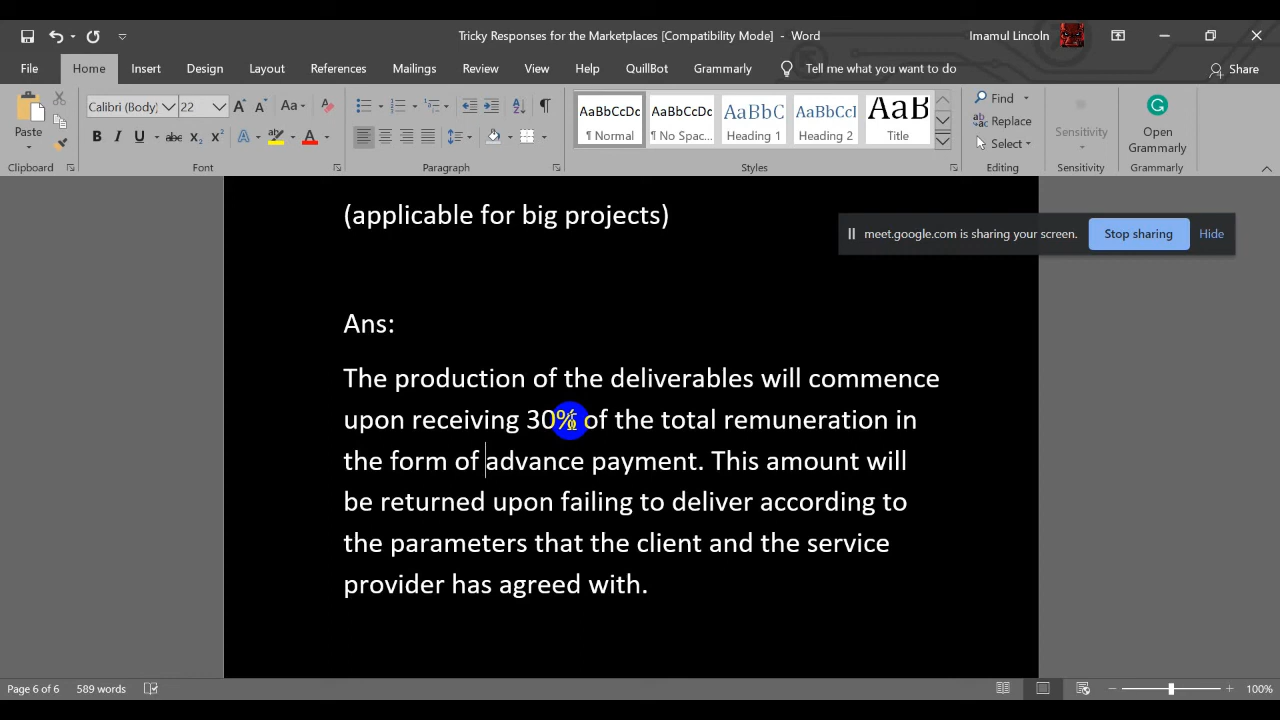 Tricky Responses for the Marketplaces [Compatibility Mode] - Word
Imamul Lincoln
File Home Insert Design Layout References Mailings Review View Help QuillBot Grammarly Tell me what you want to do Share
Paste
Calibri (Body) 22
AaBbCcDc AaBbCcDc AaBbC AaBbCcI AaB
¶ Normal ¶ No Spac... Heading 1 Heading 2 Title
Find
Replace
Select
Sensitivity
Open
Grammarly
Clipboard Font Paragraph Styles Editing Sensitivity Grammarly
(applicable for big projects)
meet.google.com is sharing your screen. Stop sharing Hide
Ans:
The production of the deliverables will commence
upon receiving 30% of the total remuneration in
the form of advance payment. This amount will
be returned upon failing to deliver according to
the parameters that the client and the service
provider has agreed with.
Page 6 of 6 589 words 100%